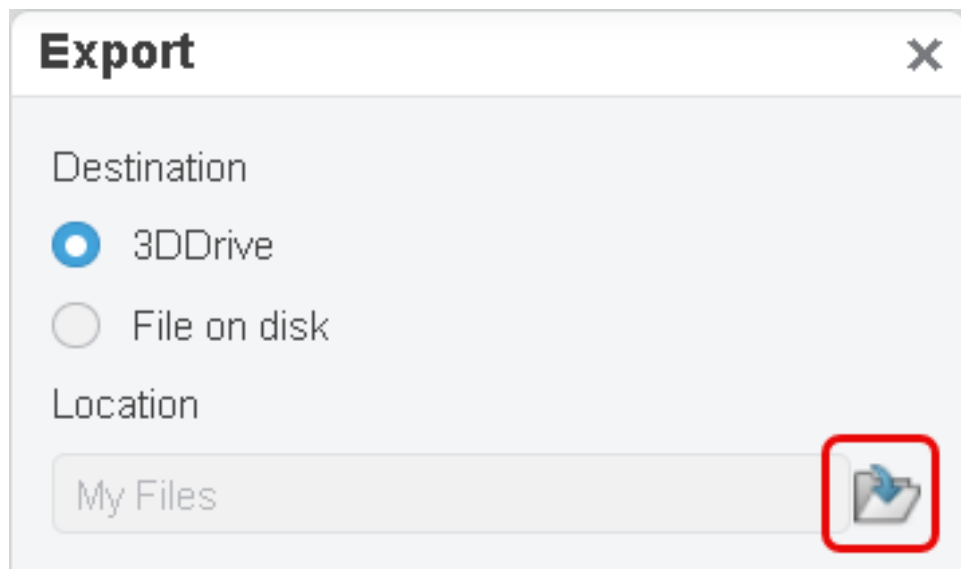 Export
Destination
3DDrive
File on disk
Location
My Files